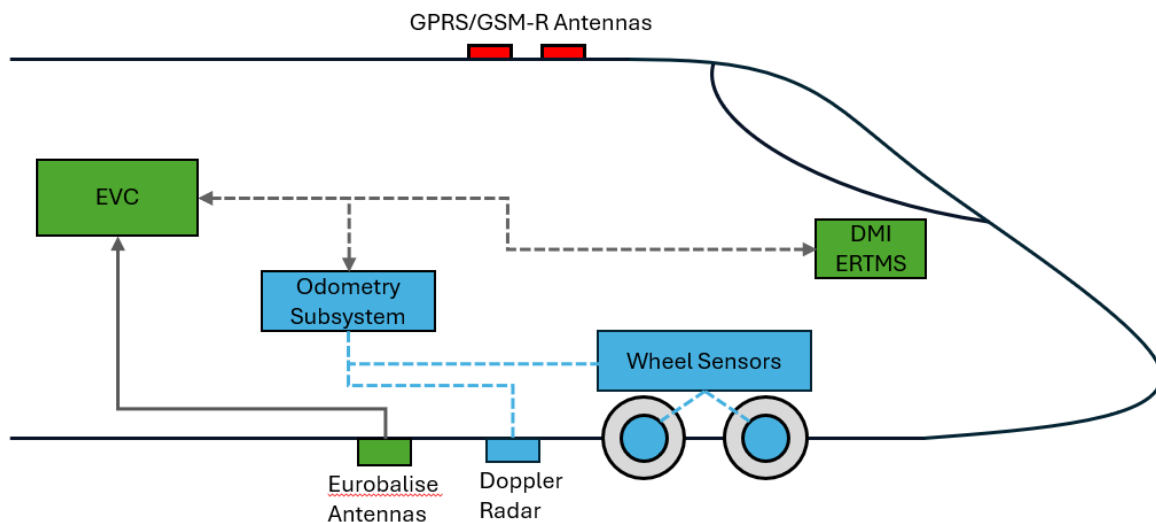 GPRS/GSM-R Antennas
EVC
DMI
ERTMS
Odometry
Subsystem
Wheel Sensors
Eurobalise
Antennas
Doppler
Radar